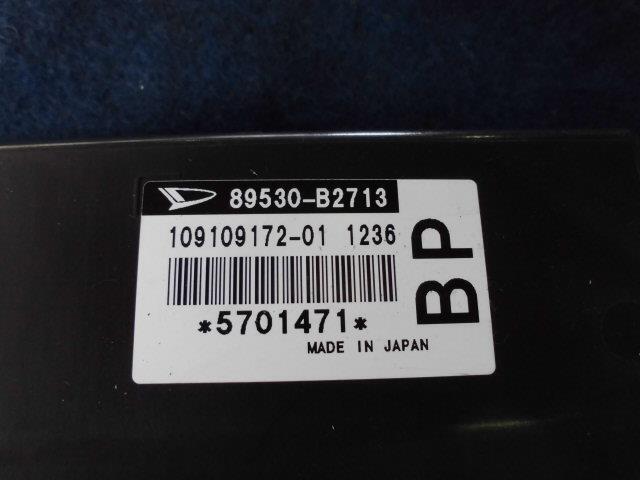 89530-B2713
109109172-01 1236
*5701471*
MADE IN JAPAN
BP